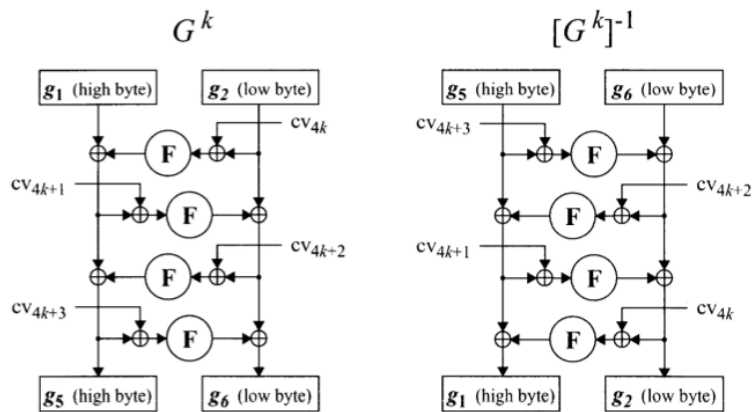 G^k
[G^k]^-1
g1 (high byte) g2 (low byte)
g5 (high byte) g6 (low byte)
cv4k
F
cv4k+1
F
cv4k+2
F
cv4k+3
F
g5 (high byte) g6 (low byte)
cv4k+3
F
cv4k+2
F
cv4k+1
F
cv4k
F
g1 (high byte) g2 (low byte)